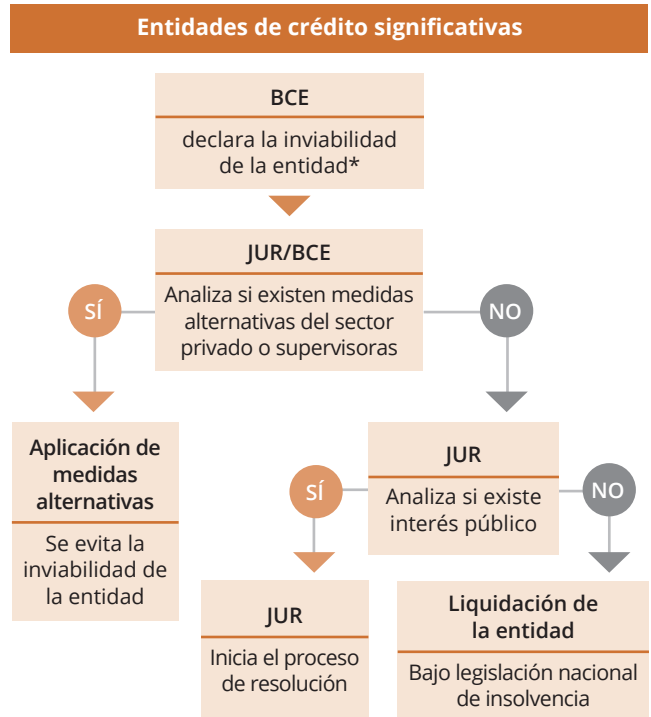 Entidades de crédito significativas
BCE
declara la inviabilidad
de la entidad*
JUR/BCE
Analiza si existen medidas
alternativas del sector
privado o supervisoras
SÍ
NO
Aplicación de
medidas
alternativas
Se evita la
inviabilidad de
la entidad
JUR
Analiza si existe
interés público
SÍ
NO
JUR
Inicia el proceso
de resolución
Liquidación de
la entidad
Bajo legislación nacional
de insolvencia